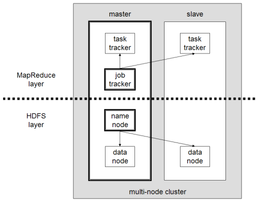 master
slave
task
tracker
task
tracker
MapReduce
layer
job
tracker
HDFS
layer
name
node
data
node
data
node
multi-node cluster